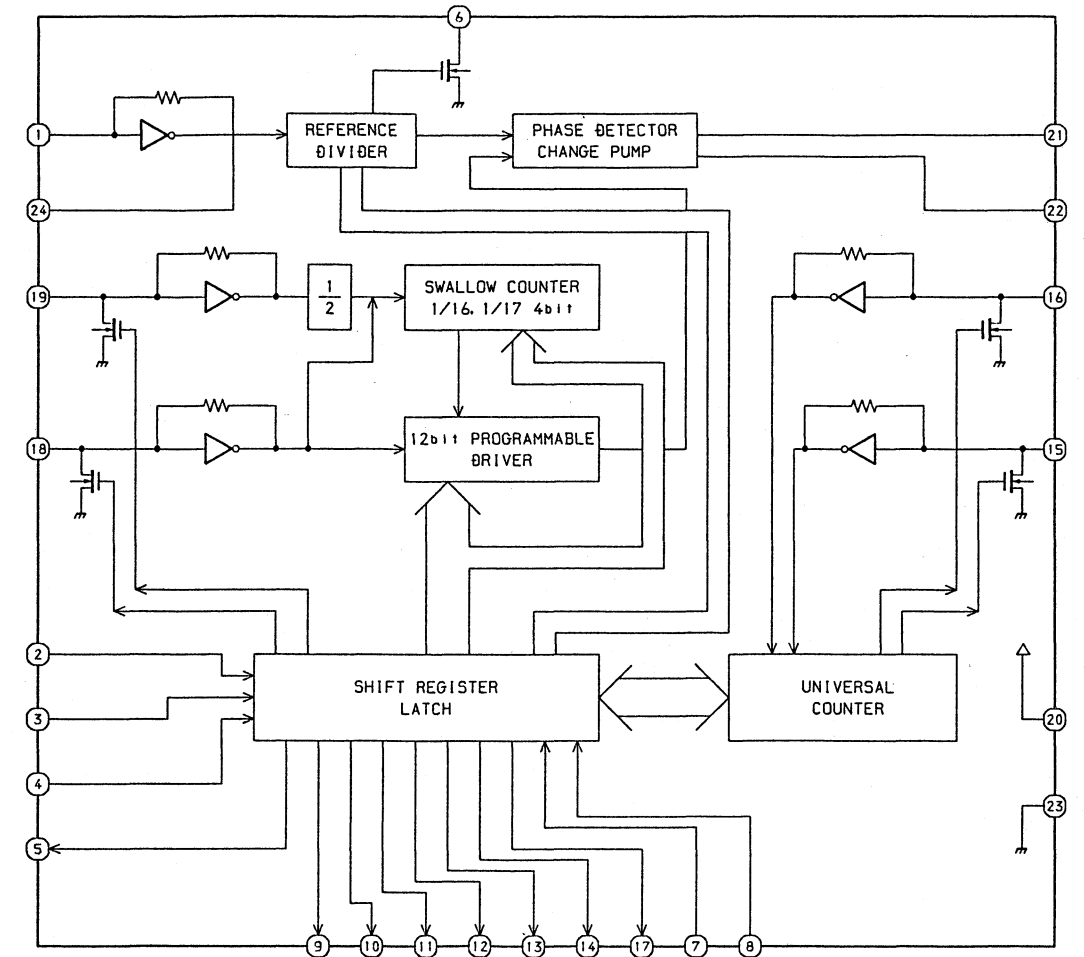 6
1
REFERENCE
DIVIDER
PHASE DETECTOR
CHANGE PUMP
21
24
22
19
1
2
SWALLOW COUNTER
1/16. 1/17 4bit
16
18
12bit PROGRAMMABLE
DRIVER
15
2
SHIFT REGISTER
LATCH
UNIVERSAL
COUNTER
3
20
4
23
5
9
10
11
12
13
14
17
7
8